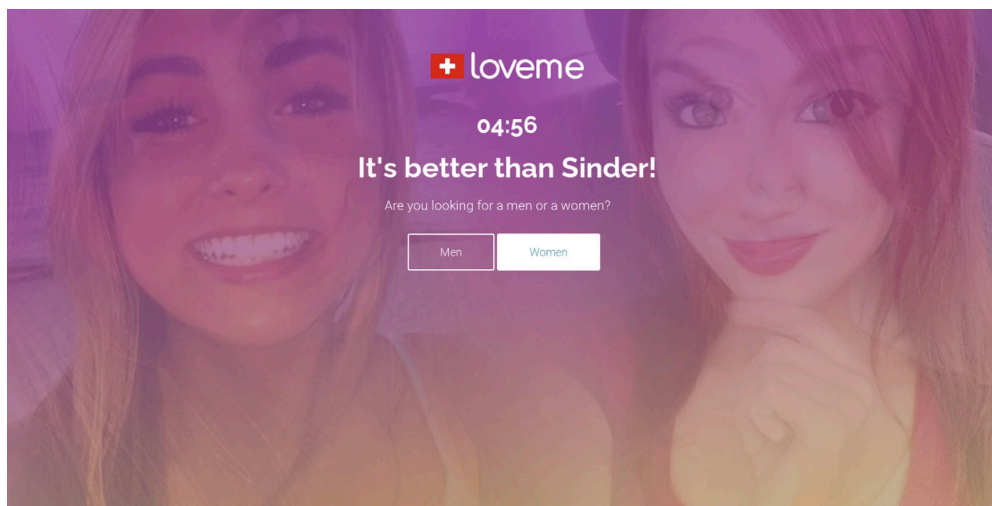 loveme
04:56
It's better than Sinder!
Are you looking for a men or a women?
Men Women